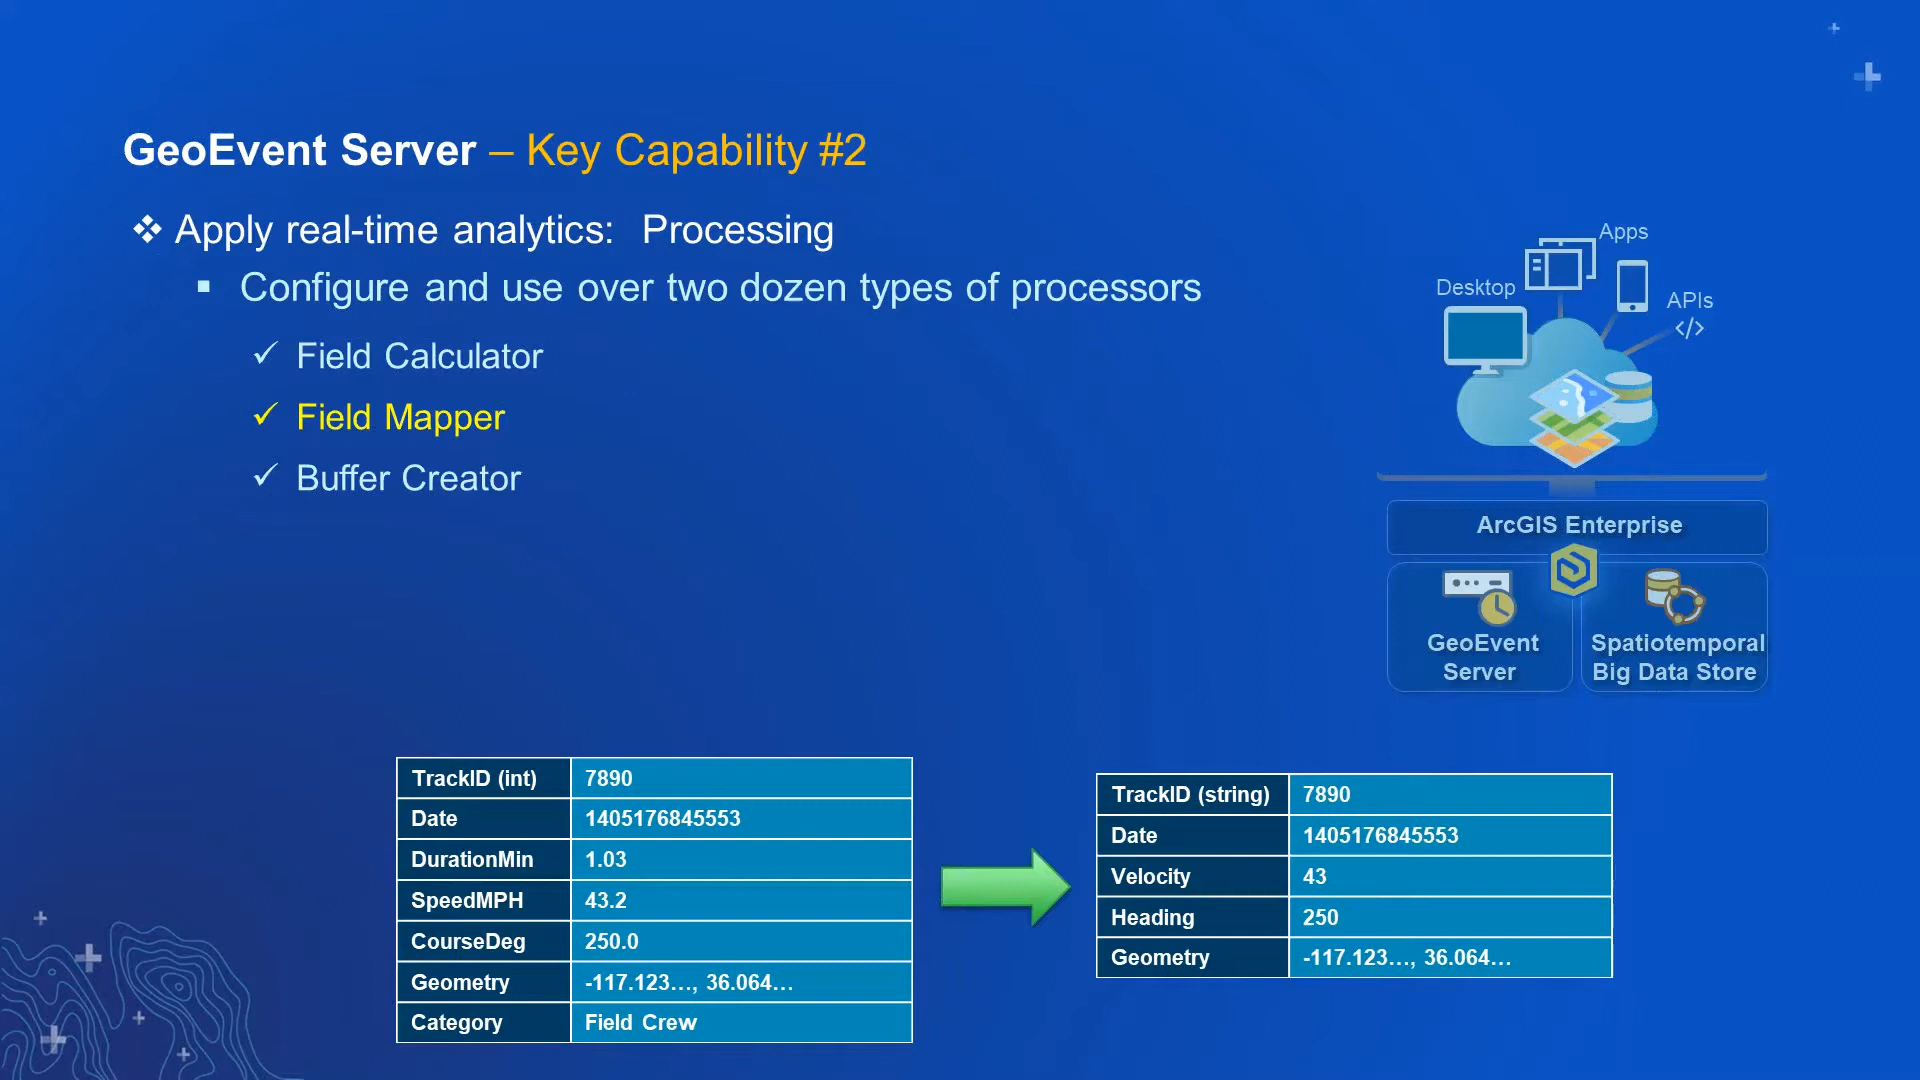 GeoEvent Server – Key Capability #2
❖ Apply real-time analytics: Processing
▪ Configure and use over two dozen types of processors
✓ Field Calculator
✓ Field Mapper
✓ Buffer Creator
Apps
Desktop
APIs
</>
ArcGIS Enterprise
GeoEvent
Server
Spatiotemporal
Big Data Store
TrackID (int) 7890
Date 1405176845553
DurationMin 1.03
SpeedMPH 43.2
CourseDeg 250.0
Geometry -117.123…, 36.064…
Category Field Crew
TrackID (string) 7890
Date 1405176845553
Velocity 43
Heading 250
Geometry -117.123…, 36.064…